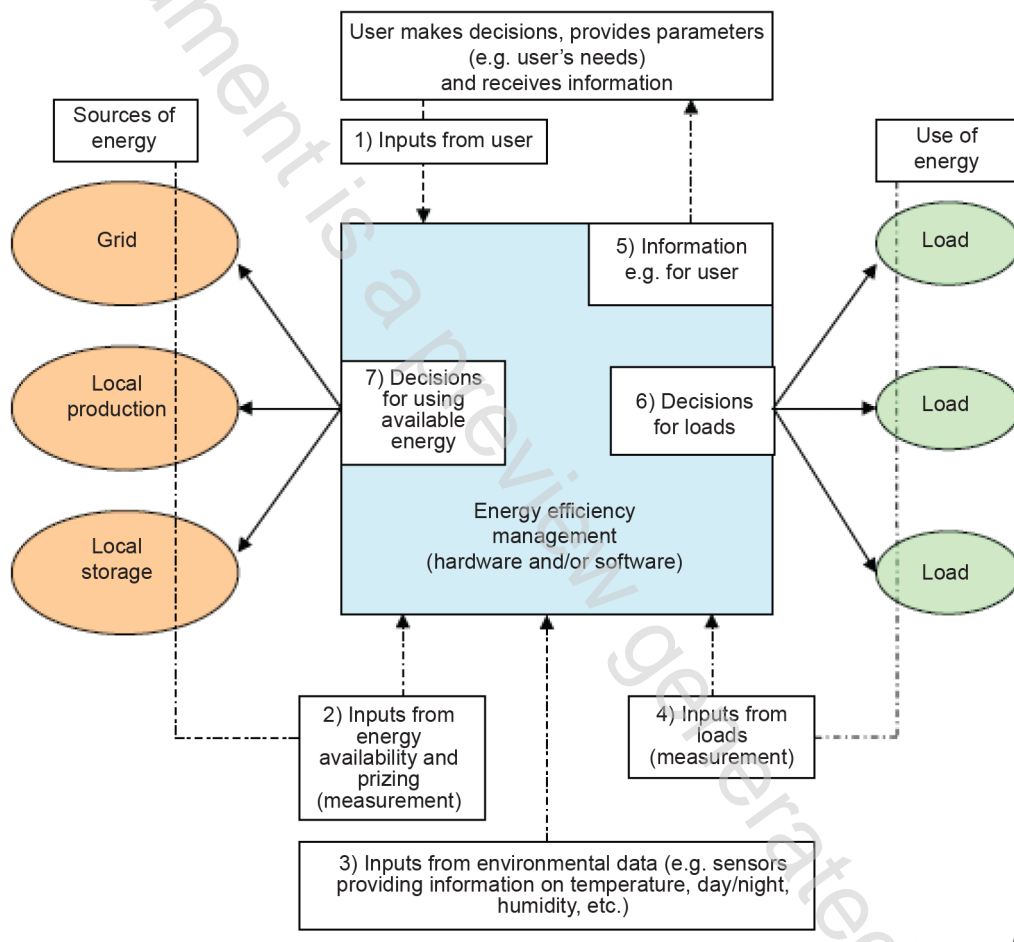 User makes decisions, provides parameters
(e.g. user's needs)
and receives information
Sources of
energy
1) Inputs from user
Use of
energy
Grid
5) Information
e.g. for user
Load
Local
production
7) Decisions
for using
available
energy
6) Decisions
for loads
Load
Energy efficiency
management
(hardware and/or software)
Local
storage
Load
2) Inputs from
energy
availability and
prizing
(measurement)
4) Inputs from
loads
(measurement)
3) Inputs from environmental data (e.g. sensors
providing information on temperature, day/night,
humidity, etc.)
is a preview generate